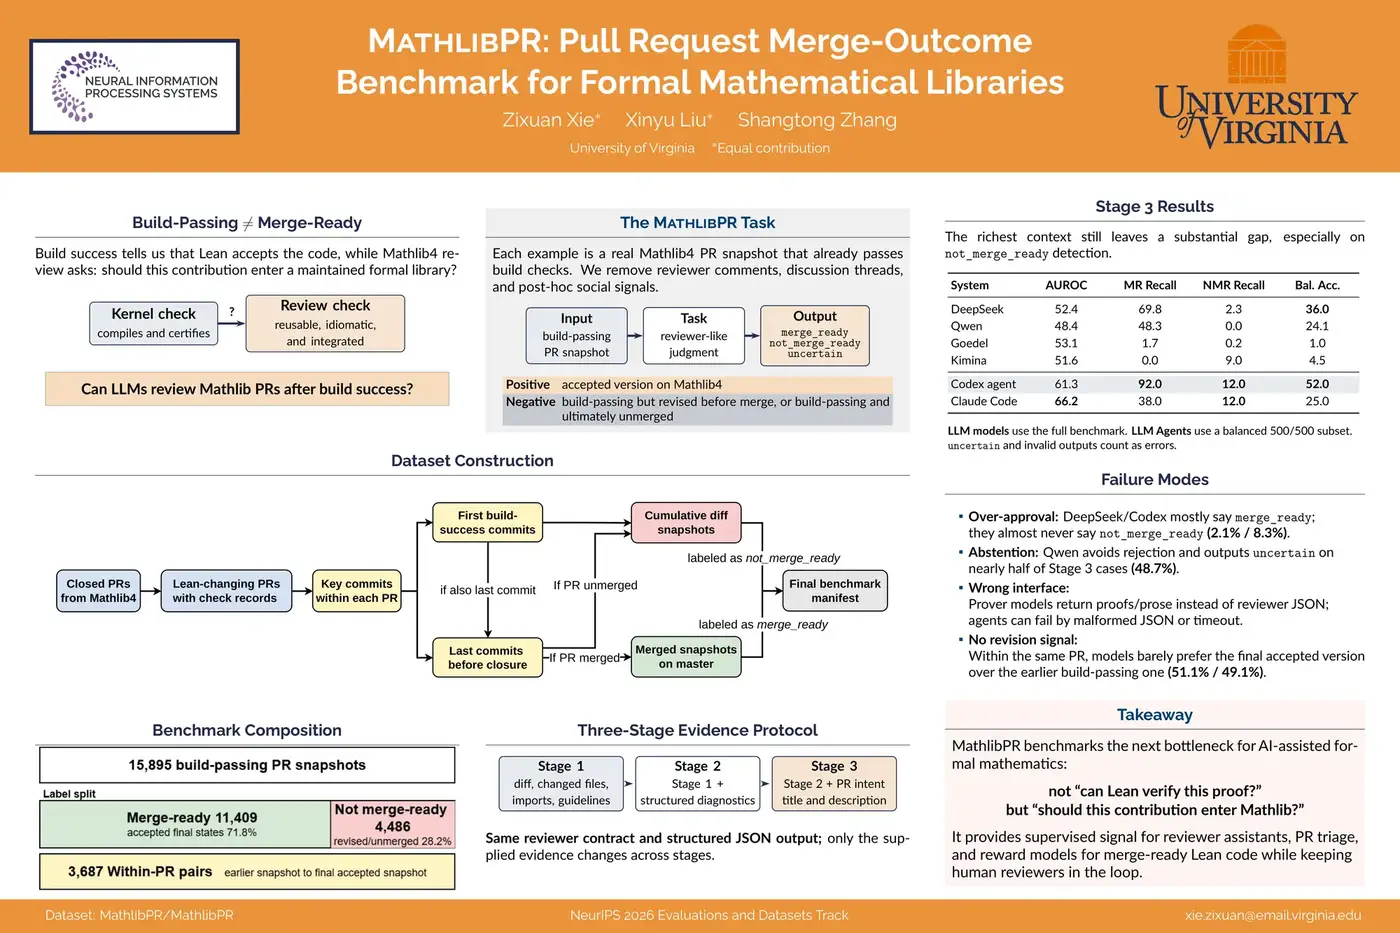 NEURAL INFORMATION
PROCESSING SYSTEMS
MATHLIBPR: Pull Request Merge-Outcome
Benchmark for Formal Mathematical Libraries
Zixuan Xie* Xinyu Liu* Shangtong Zhang
University of Virginia *Equal contribution
UNIVERSITY
of VIRGINIA
Build-Passing ≠ Merge-Ready
Build success tells us that Lean accepts the code, while Mathlib4 re-
view asks: should this contribution enter a maintained formal library?
Kernel check
compiles and certifies
?
Review check
reusable, idiomatic,
and integrated
Can LLMs review Mathlib PRs after build success?
The MATHLIBPR Task
Each example is a real Mathlib4 PR snapshot that already passes
build checks. We remove reviewer comments, discussion threads,
and post-hoc social signals.
Input
build-passing
PR snapshot
Task
reviewer-like
judgment
Output
merge_ready
not_merge_ready
uncertain
Positive accepted version on Mathlib4
Negative build-passing but revised before merge, or build-passing and
ultimately unmerged
Dataset Construction
Closed PRs
from Mathlib4
Lean-changing PRs
with check records
Key commits
within each PR
First build-
success commits
if also last commit
Last commits
before closure
If PR unmerged
If PR merged
Cumulative diff
snapshots
labeled as not_merge_ready
labeled as merge_ready
Merged snapshots
on master
Final benchmark
manifest
Benchmark Composition
15,895 build-passing PR snapshots
Label split
Merge-ready 11,409
accepted final states 71.8%
Not merge-ready
4,486
revised/unmerged 28.2%
3,687 Within-PR pairs earlier snapshot to final accepted snapshot
Three-Stage Evidence Protocol
Stage 1
diff, changed files,
imports, guidelines
Stage 2
Stage 1 +
structured diagnostics
Stage 3
Stage 2 + PR intent
title and description
Same reviewer contract and structured JSON output; only the sup-
plied evidence changes across stages.
Stage 3 Results
The richest context still leaves a substantial gap, especially on
not_merge_ready detection.
System AUROC MR Recall NMR Recall Bal. Acc.
DeepSeek 52.4 69.8 2.3 36.0
Qwen 48.4 48.3 0.0 24.1
Goedel 53.1 1.7 0.2 1.0
Kimina 51.6 0.0 9.0 4.5
Codex agent 61.3 92.0 12.0 52.0
Claude Code 66.2 38.0 12.0 25.0
LLM models use the full benchmark. LLM Agents use a balanced 500/500 subset.
uncertain and invalid outputs count as errors.
Failure Modes
▪ Over-approval: DeepSeek/Codex mostly say merge_ready;
they almost never say not_merge_ready (2.1% / 8.3%).
▪ Abstention: Qwen avoids rejection and outputs uncertain on
nearly half of Stage 3 cases (48.7%).
▪ Wrong interface:
Prover models return proofs/prose instead of reviewer JSON;
agents can fail by malformed JSON or timeout.
▪ No revision signal:
Within the same PR, models barely prefer the final accepted version
over the earlier build-passing one (51.1% / 49.1%).
Takeaway
MathlibPR benchmarks the next bottleneck for AI-assisted for-
mal mathematics:
not “can Lean verify this proof?”
but “should this contribution enter Mathlib?”
It provides supervised signal for reviewer assistants, PR triage,
and reward models for merge-ready Lean code while keeping
human reviewers in the loop.
Dataset: MathlibPR/MathlibPR
NeurIPS 2026 Evaluations and Datasets Track
xie.zixuan@email.virginia.edu